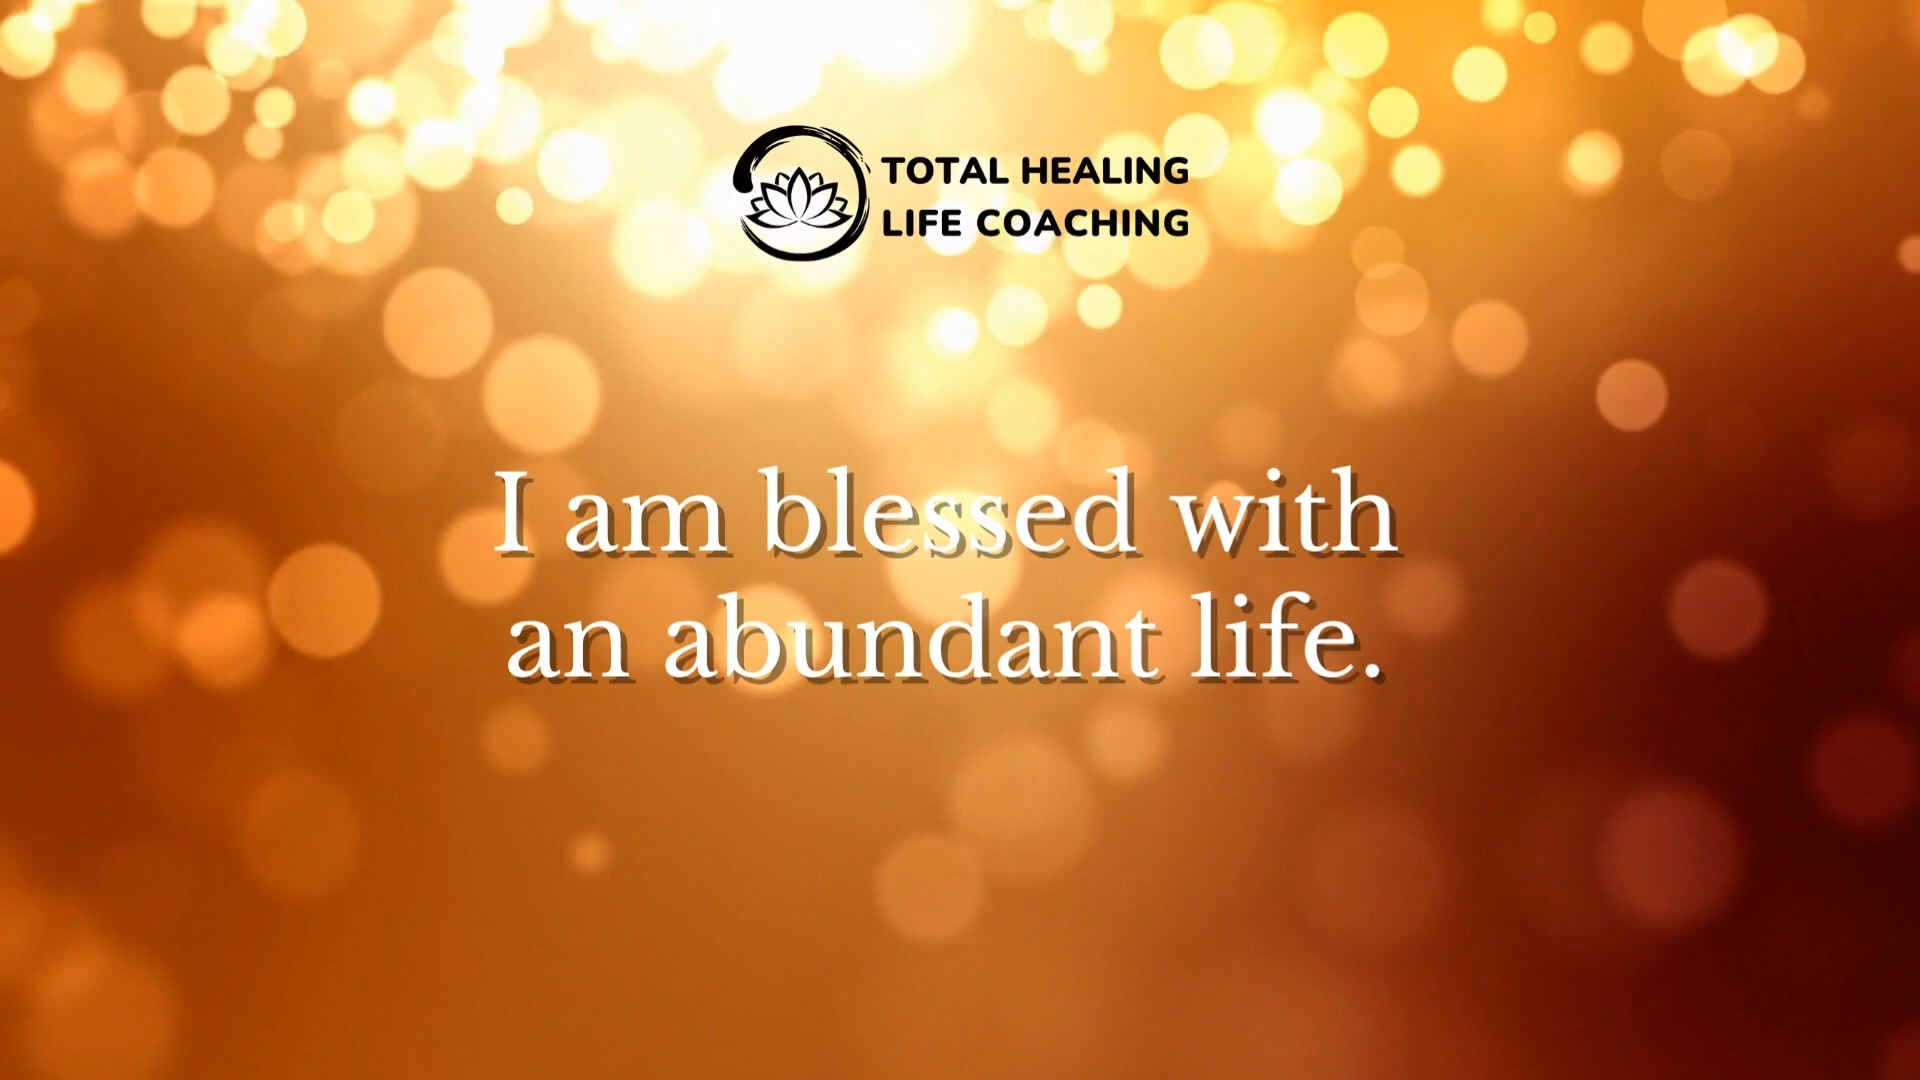 TOTAL HEALING
LIFE COACHING
I am blessed with
an abundant life.